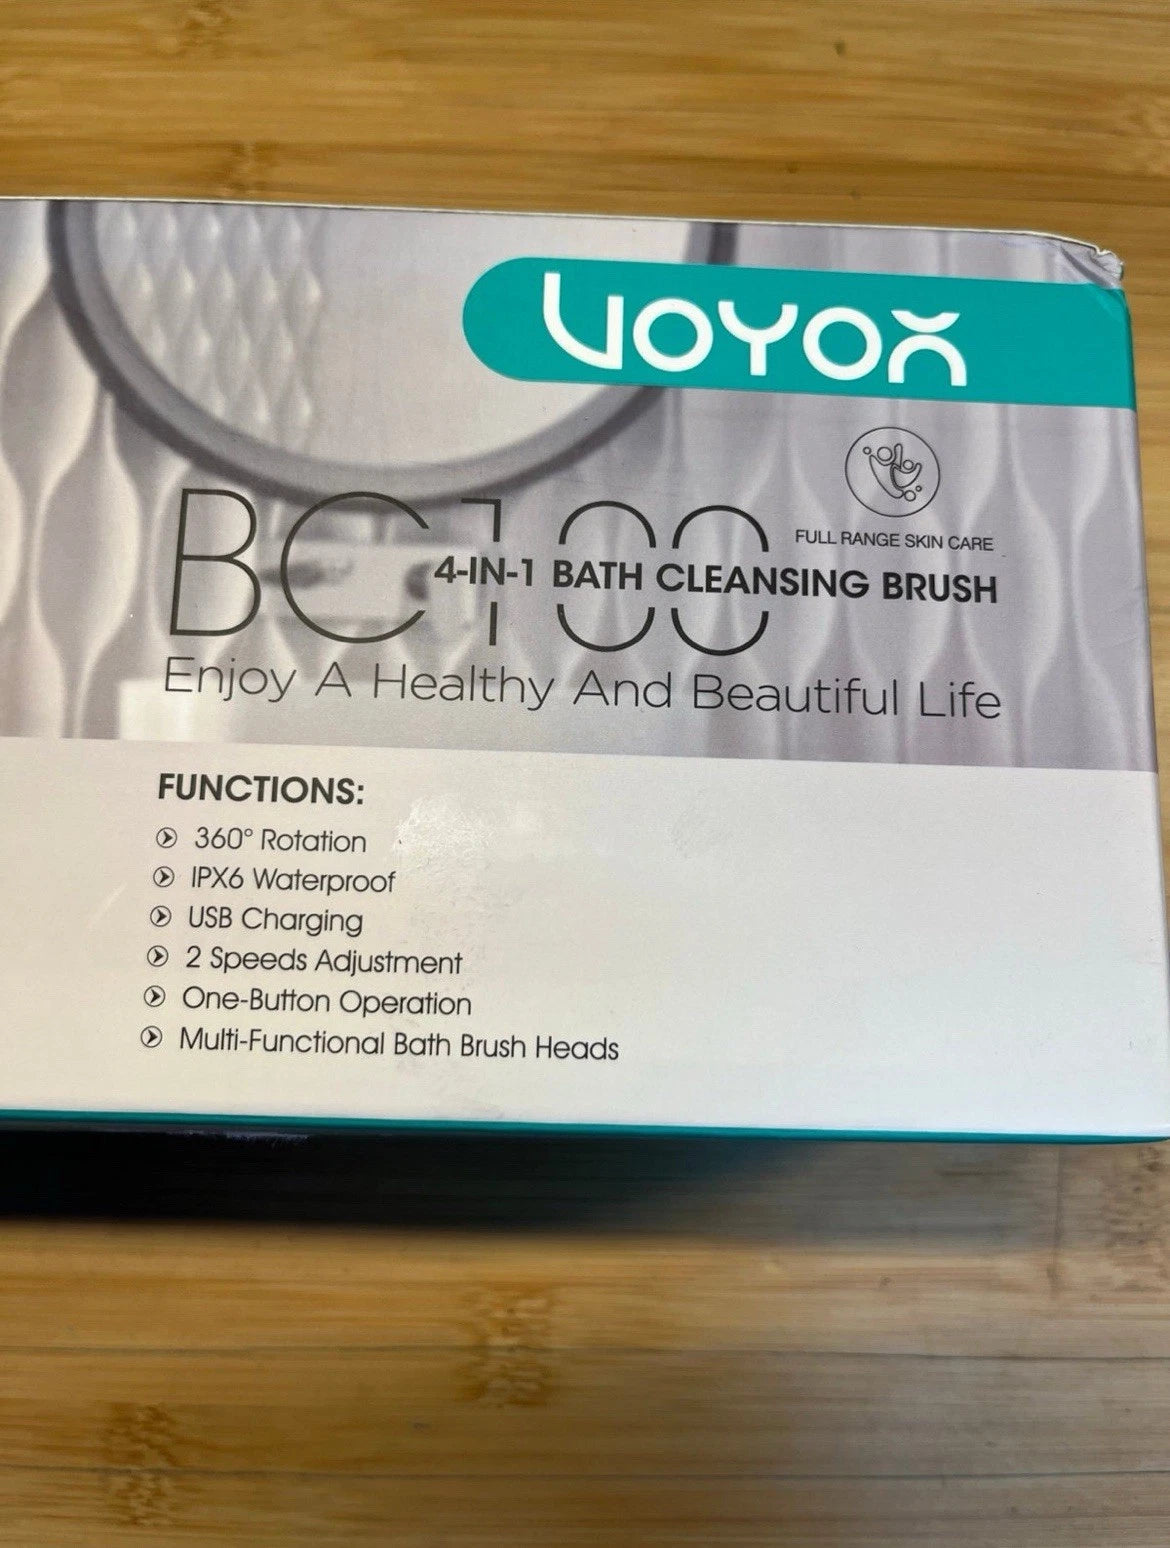 VOYOX
FULL RANGE SKIN CARE
BC100
4-IN-1 BATH CLEANSING BRUSH
Enjoy A Healthy And Beautiful Life
FUNCTIONS:
360° Rotation
IPX6 Waterproof
USB Charging
2 Speeds Adjustment
One-Button Operation
Multi-Functional Bath Brush Heads